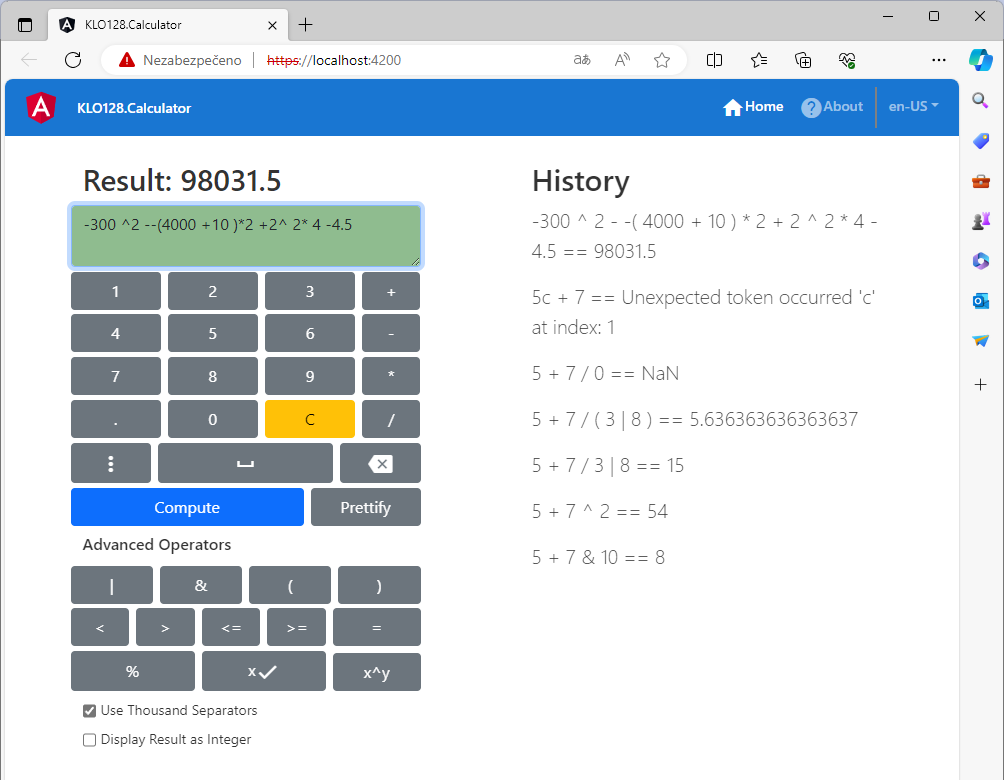 KLO128.Calculator
Nezabezpečeno
https://localhost:4200
aあ
KLO128.Calculator
Home
About
en-US
Result: 98031.5
-300 ^2 --(4000 +10 )*2 +2^ 2* 4 -4.5
1 2 3 +
4 5 6 -
7 8 9 *
. 0 C /
Compute Prettify
Advanced Operators
| & ( )
< > <= >= =
% x x^y
Use Thousand Separators
Display Result as Integer
History
-300 ^ 2 - -( 4000 + 10 ) * 2 + 2 ^ 2 * 4 -
4.5 == 98031.5
5c + 7 == Unexpected token occurred 'c'
at index: 1
5 + 7 / 0 == NaN
5 + 7 / ( 3 | 8 ) == 5.636363636363637
5 + 7 / 3 | 8 == 15
5 + 7 ^ 2 == 54
5 + 7 & 10 == 8